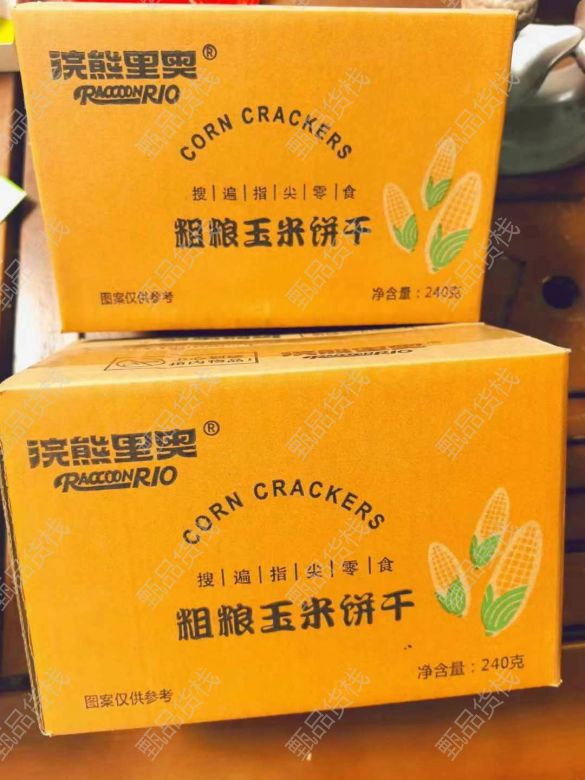 浣熊里奥®
RACCOONRIO
CORN CRACKERS
搜|遍|指|尖|零|食
粗粮玉米饼干
图案仅供参考
净含量：240克
浣熊里奥®
RACCOONRIO
CORN CRACKERS
搜|遍|指|尖|零|食
粗粮玉米饼干
净含量：240克
图案仅供参考
甄品货栈